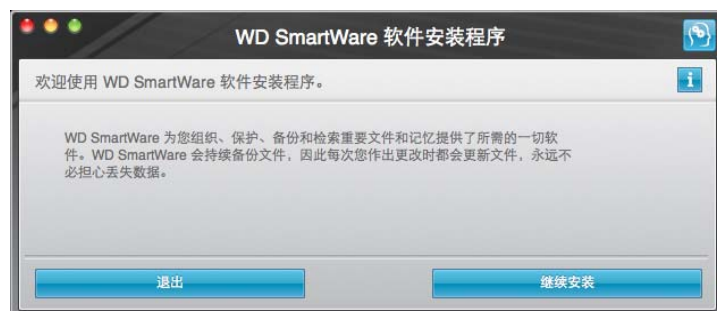 WD SmartWare 软件安装程序
欢迎使用 WD SmartWare 软件安装程序。
WD SmartWare 为您组织、保护、备份和检索重要文件和记忆提供了所需的一切软
件。WD SmartWare 会持续备份文件，因此每次您作出更改时都会更新文件，永远不
必担心丢失数据。
退出
继续安装